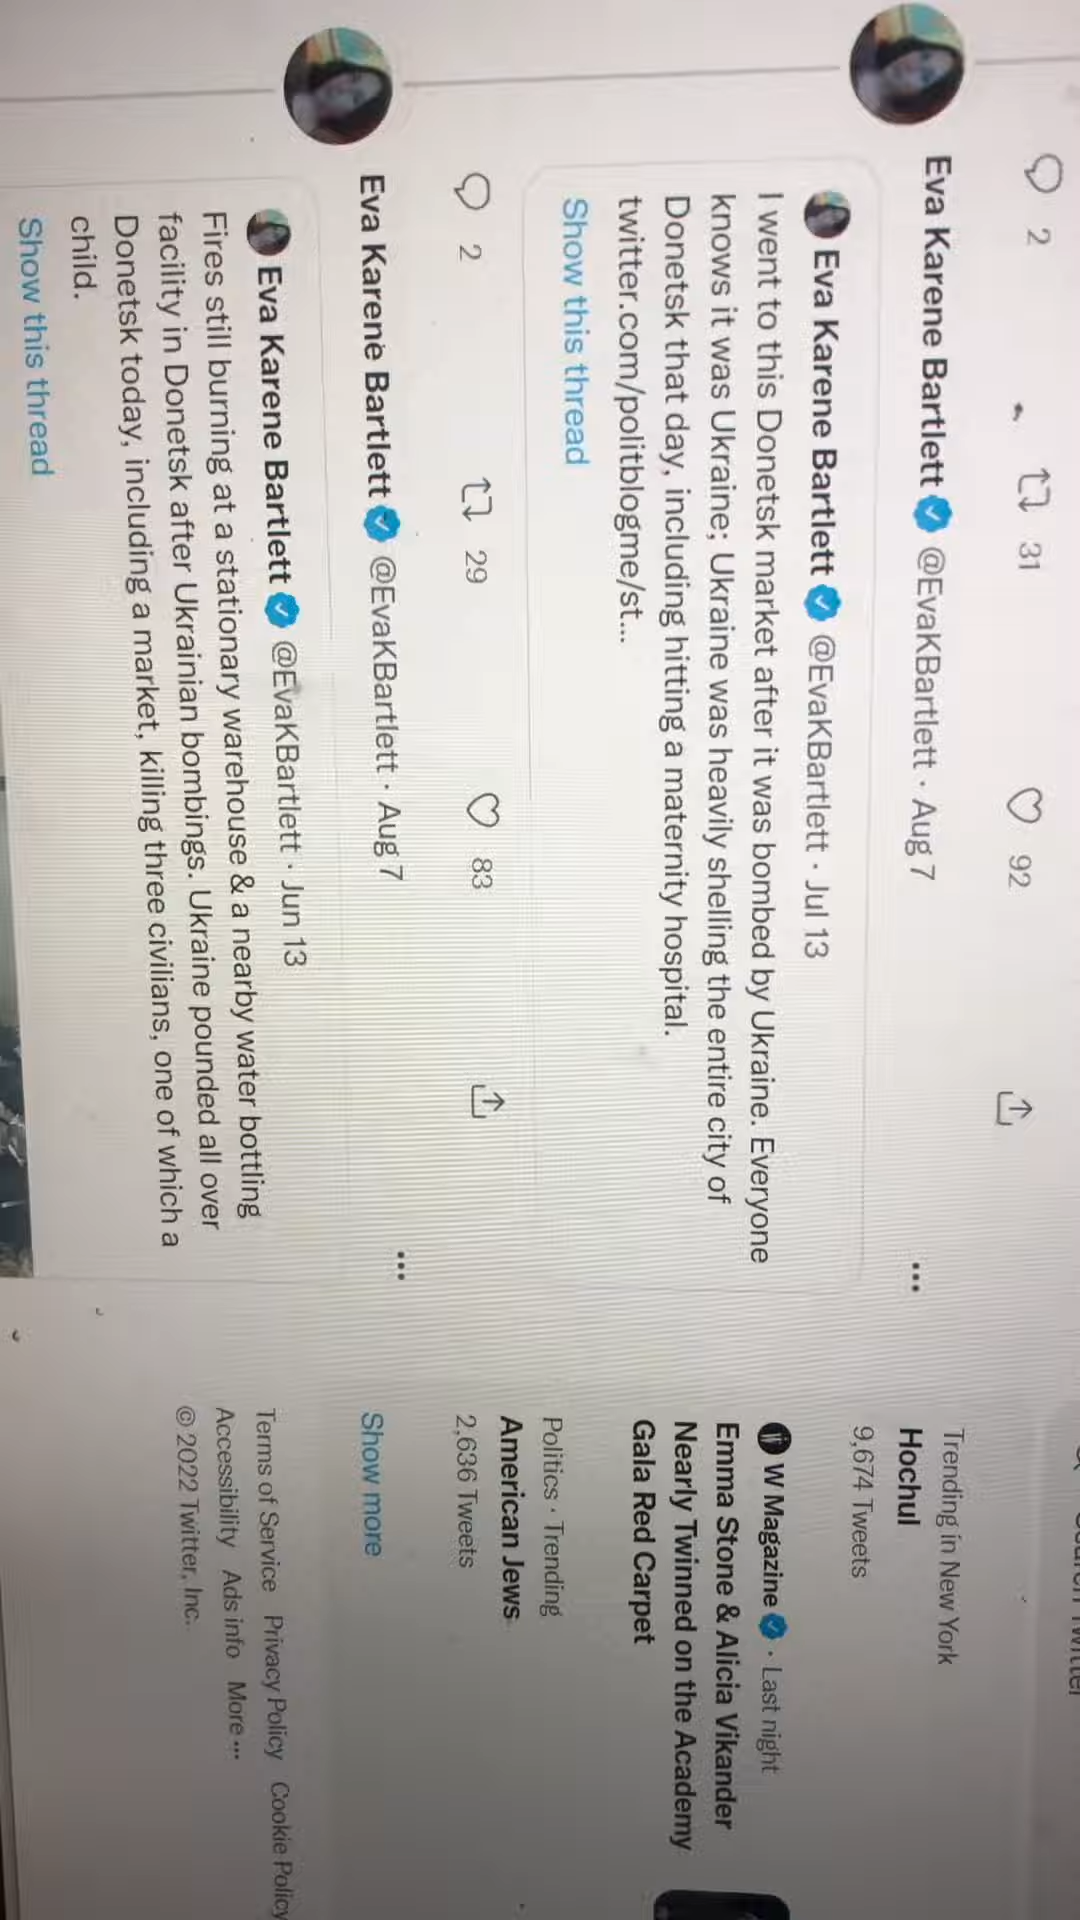 2 31 92
Eva Karene Bartlett @EvaKBartlett · Aug 7 ...
Eva Karene Bartlett @EvaKBartlett · Jul 13
I went to this Donetsk market after it was bombed by Ukraine. Everyone
knows it was Ukraine; Ukraine was heavily shelling the entire city of
Donetsk that day, including hitting a maternity hospital.
twitter.com/politblogme/st...
Show this thread
2 29 83
Eva Karene Bartlett @EvaKBartlett · Aug 7 ...
Eva Karene Bartlett @EvaKBartlett · Jun 13
Fires still burning at a stationary warehouse & a nearby water bottling
facility in Donetsk after Ukrainian bombings. Ukraine pounded all over
Donetsk today, including a market, killing three civilians, one of which a
child.
Show this thread
Trending in New York
Hochul
9,674 Tweets
W Magazine · Last night
Emma Stone & Alicia Vikander
Nearly Twinned on the Academy
Gala Red Carpet
Politics · Trending
American Jews
2,636 Tweets
Show more
Terms of Service Privacy Policy Cookie Policy
Accessibility Ads info More...
© 2022 Twitter, Inc.